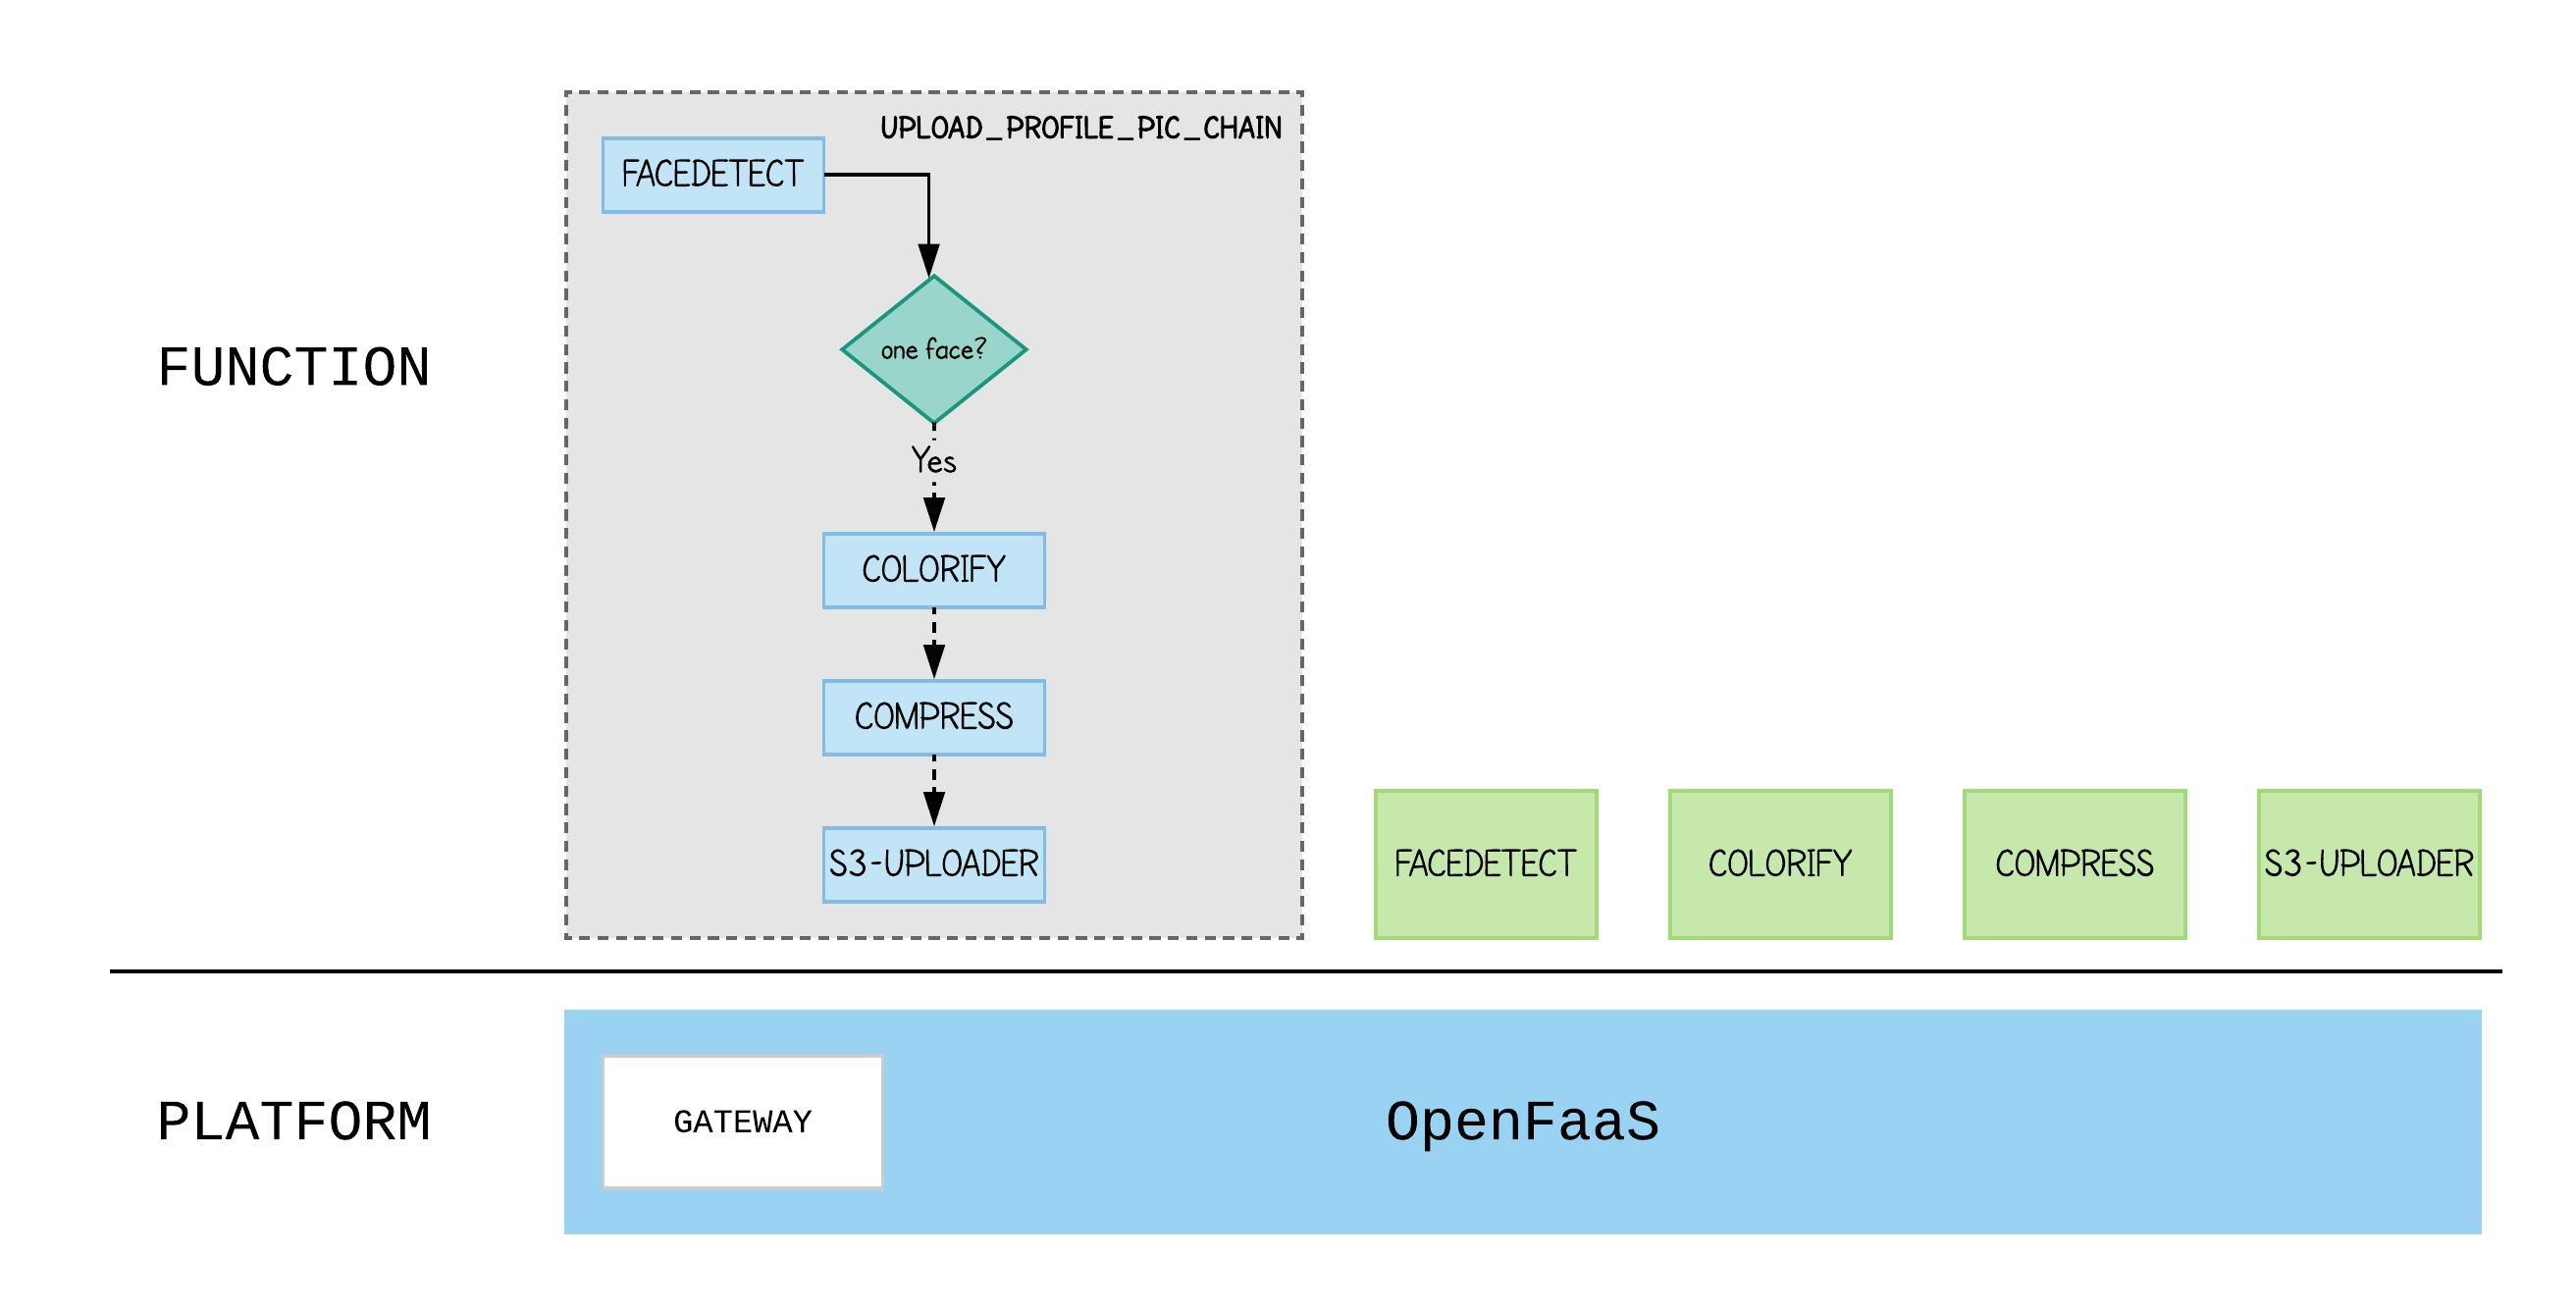 UPLOAD_PROFILE_PIC_CHAIN
FACEDETECT
one face?
FUNCTION
Yes
COLORIFY
COMPRESS
S3-UPLOADER
FACEDETECT
COLORIFY
COMPRESS
S3-UPLOADER
PLATFORM
GATEWAY
OpenFaaS